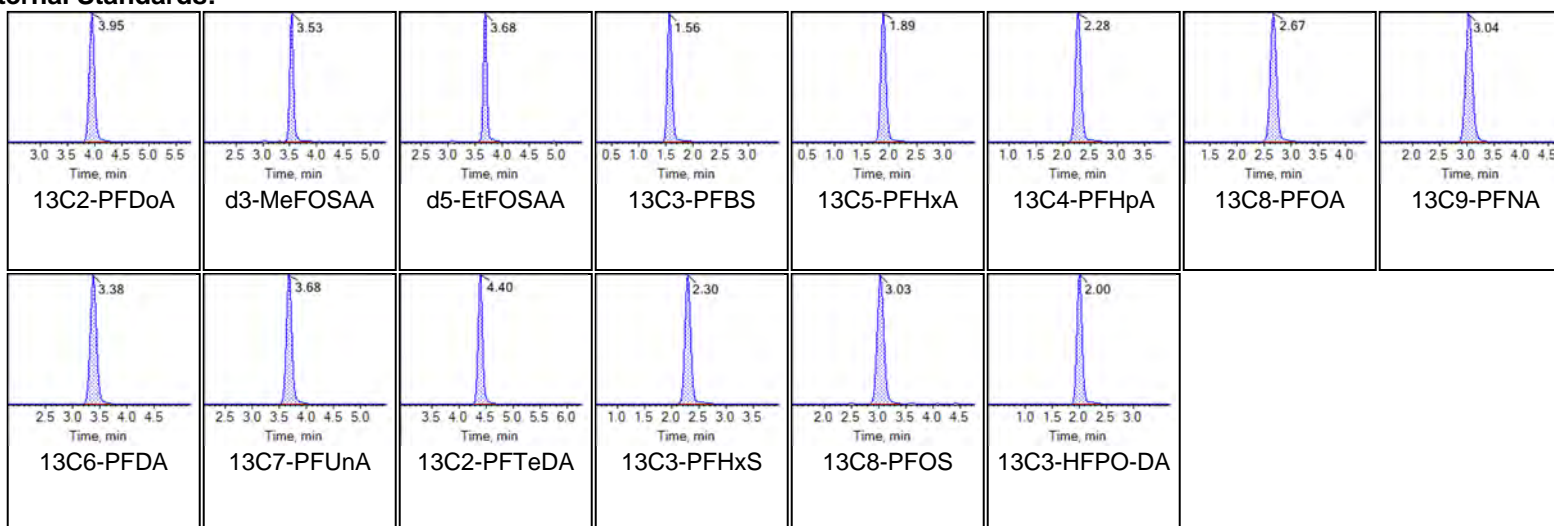 ternal Standards:
3.95
3.0 3.5 4.0 4.5 5.0 5.5
Time, min
13C2-PFDoA
3.53
2.5 3.0 3.5 4.0 4.5 5.0
Time, min
d3-MeFOSAA
3.68
2.5 3.0 3.5 4.0 4.5 5.0
Time, min
d5-EtFOSAA
1.56
0.5 1.0 1.5 2.0 2.5 3.0
Time, min
13C3-PFBS
1.89
0.5 1.0 1.5 2.0 2.5 3.0
Time, min
13C5-PFHxA
2.28
1.0 1.5 2.0 2.5 3.0 3.5
Time, min
13C4-PFHpA
2.67
1.5 2.0 2.5 3.0 3.5 4.0
Time, min
13C8-PFOA
3.04
2.0 2.5 3.0 3.5 4.0 4.5
Time, min
13C9-PFNA
3.38
2.5 3.0 3.5 4.0 4.5
Time, min
13C6-PFDA
3.68
2.5 3.0 3.5 4.0 4.5 5.0
Time, min
13C7-PFUnA
4.40
3.5 4.0 4.5 5.0 5.5 6.0
Time, min
13C2-PFTeDA
2.30
1.0 1.5 2.0 2.5 3.0 3.5
Time, min
13C3-PFHxS
3.03
2.0 2.5 3.0 3.5 4.0 4.5
Time, min
13C8-PFOS
2.00
1.0 1.5 2.0 2.5 3.0
Time, min
13C3-HFPO-DA